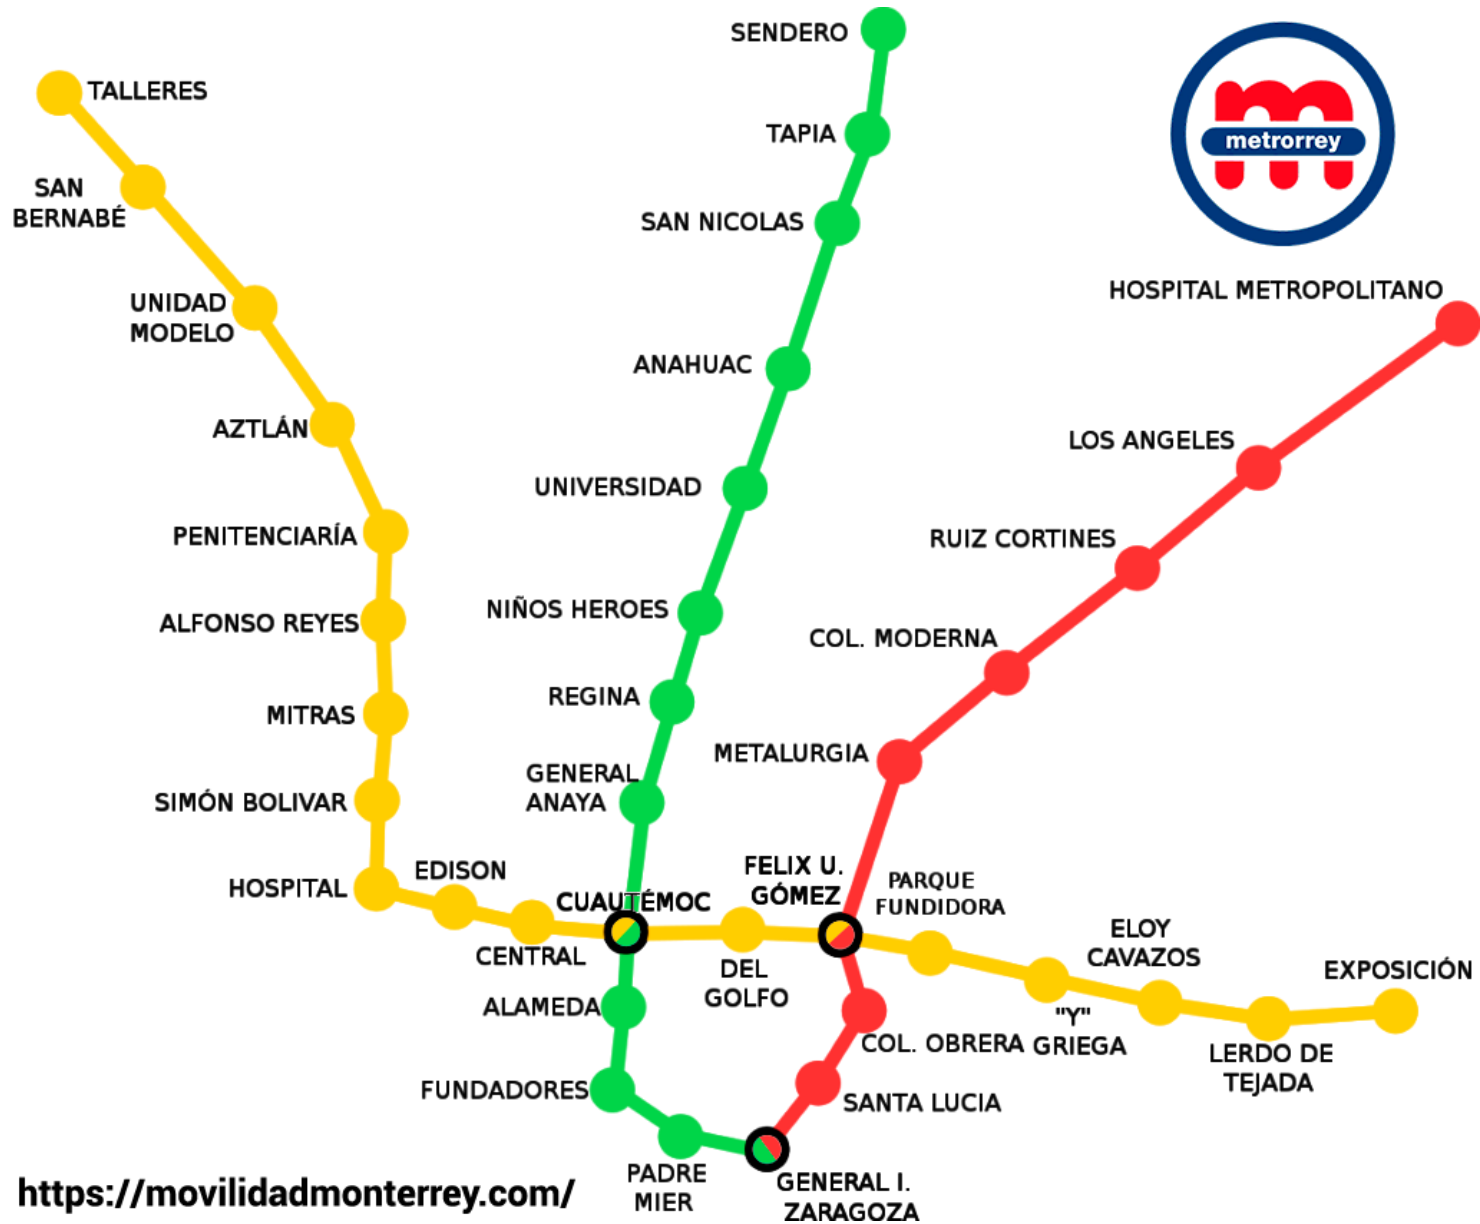 SENDERO
TALLERES
TAPIA
metrorrey
SAN
BERNABÉ
SAN NICOLAS
HOSPITAL METROPOLITANO
UNIDAD
MODELO
ANAHUAC
AZTLÁN
LOS ANGELES
UNIVERSIDAD
PENITENCIARÍA
RUIZ CORTINES
NIÑOS HEROES
ALFONSO REYES
COL. MODERNA
REGINA
MITRAS
METALURGIA
GENERAL
ANAYA
SIMÓN BOLIVAR
HOSPITAL
EDISON
FELIX U.
GÓMEZ
PARQUE
FUNDIDORA
CUAUTÉMOC
ELOY
CAVAZOS
CENTRAL
DEL
GOLFO
EXPOSICIÓN
ALAMEDA
"Y"
GRIEGA
COL. OBRERA
LERDO DE
TEJADA
FUNDADORES
SANTA LUCIA
PADRE
MIER
GENERAL I.
ZARAGOZA
https://movilidadmonterrey.com/